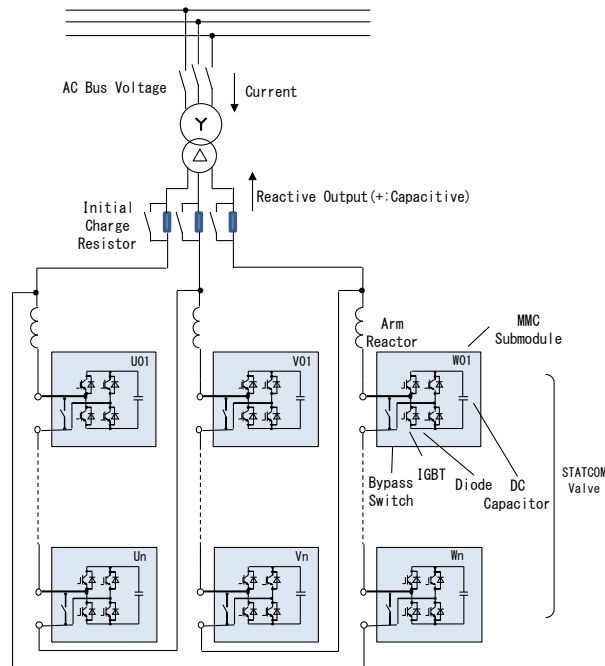 AC Bus Voltage
Current
Y
△
Reactive Output(+:Capacitive)
Initial
Charge
Resistor
Arm
Reactor
MMC
Submodule
U01
V01
W01
IGBT
Diode
DC
Capacitor
Bypass
Switch
STATCOM
Valve
Un
Vn
Wn